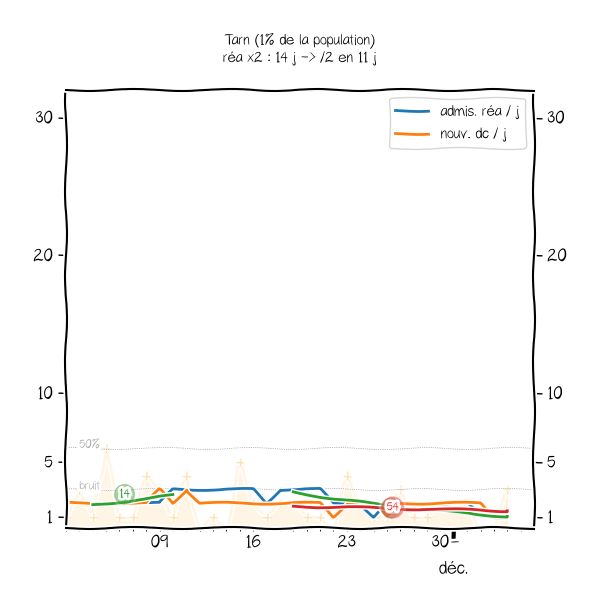 Tarn (1% de la population)
réa x2 : 14 j -> /2 en 11 j
admis. réa / j
nouv. dc / j
30
30
20
20
10
10
50%
5
5
bruit
14
54
1
1
09
16
23
30
déc.